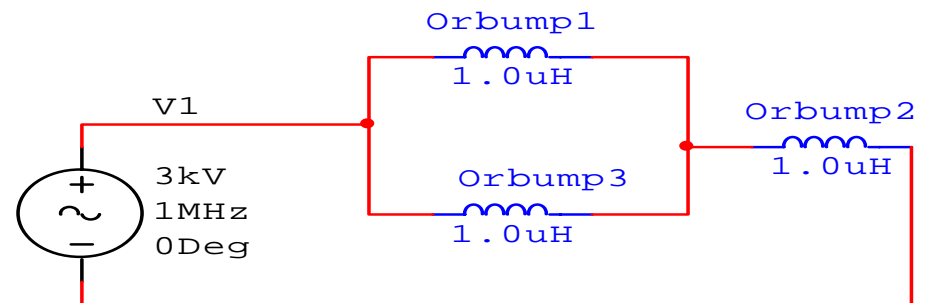 Orbump1
1.0uH
V1
Orbump2
1.0uH
3kV
1MHz
0Deg
Orbump3
1.0uH